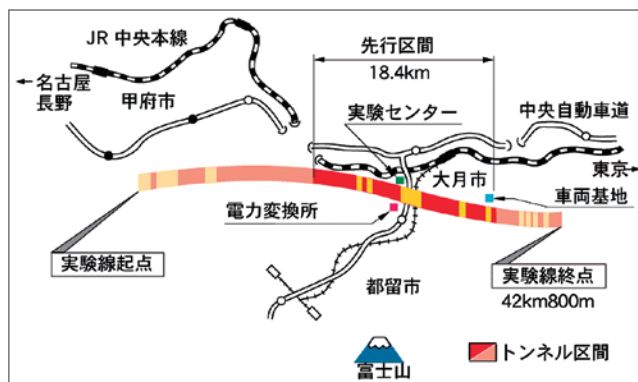 JR 中央本線
先行区間
18.4km
名古屋
長野
甲府市
実験センター
中央自動車道
東京
大月市
車両基地
電力変換所
実験線起点
都留市
実験線終点
42km800m
富士山
トンネル区間